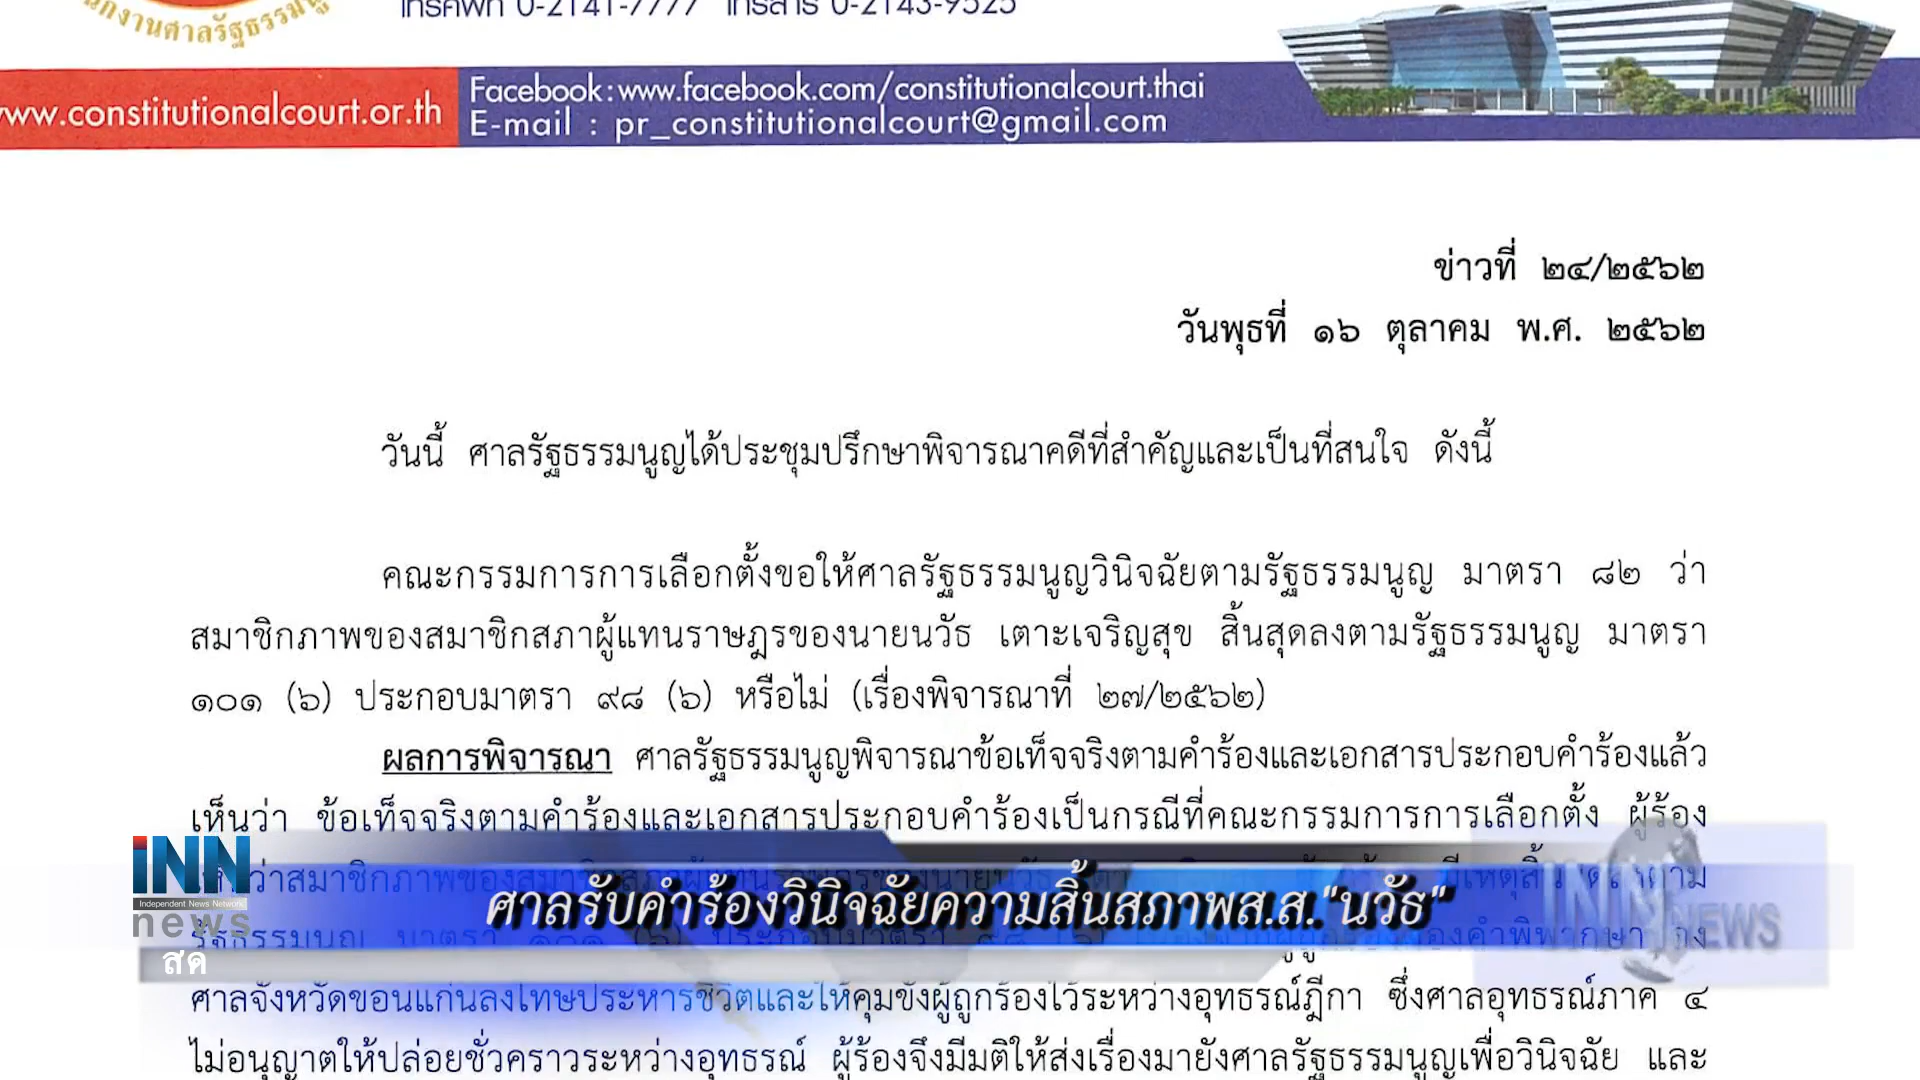 สำนักงานศาลรัฐธรรมนูญ
โทรศัพท์ 0-2141-7777 โทรสาร 0-2143-9525
www.constitutionalcourt.or.th
Facebook : www.facebook.com/constitutionalcourt.thai
E-mail : pr_constitutionalcourt@gmail.com
ข่าวที่ ๒๔/๒๕๖๒
วันพุธที่ ๑๖ ตุลาคม พ.ศ. ๒๕๖๒
วันนี้ ศาลรัฐธรรมนูญได้ประชุมปรึกษาพิจารณาคดีที่สำคัญและเป็นที่สนใจ ดังนี้
คณะกรรมการการเลือกตั้งขอให้ศาลรัฐธรรมนูญวินิจฉัยตามรัฐธรรมนูญ มาตรา ๘๒ ว่า
สมาชิกภาพของสมาชิกสภาผู้แทนราษฎรของนายนวัธ เตาะเจริญสุข สิ้นสุดลงตามรัฐธรรมนูญ มาตรา
๑๐๑ (๖) ประกอบมาตรา ๙๘ (๖) หรือไม่ (เรื่องพิจารณาที่ ๒๗/๒๕๖๒)
ผลการพิจารณา ศาลรัฐธรรมนูญพิจารณาข้อเท็จจริงตามคำร้องและเอกสารประกอบคำร้องแล้ว
เห็นว่า ข้อเท็จจริงตามคำร้องและเอกสารประกอบคำร้องเป็นกรณีที่คณะกรรมการการเลือกตั้ง ผู้ร้อง
iNN
Independent News Network
news
สด
ศาลรับคำร้องวินิจฉัยความสิ้นสภาพส.ส."นวัธ"
INN NEWS
ศาลจังหวัดขอนแก่นลงโทษประหารชีวิตและให้คุมขังผู้ถูกร้องไว้ระหว่างอุทธรณ์ฎีกา ซึ่งศาลอุทธรณ์ภาค ๔
ไม่อนุญาตให้ปล่อยชั่วคราวระหว่างอุทธรณ์ ผู้ร้องจึงมีมติให้ส่งเรื่องมายังศาลรัฐธรรมนูญเพื่อวินิจฉัย และ